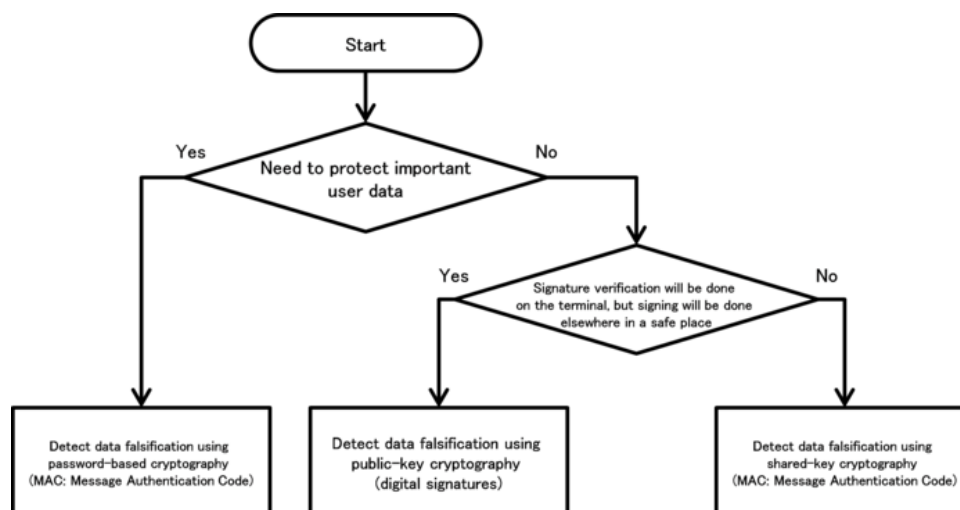 Start
Yes
No
Need to protect important
user data
Yes
No
Signature verification will be done
on the terminal, but signing will be done
elsewhere in a safe place
Detect data falsification using
password-based cryptography
(MAC: Message Authentication Code)
Detect data falsification using
public-key cryptography
(digital signatures)
Detect data falsification using
shared-key cryptography
(MAC: Message Authentication Code)